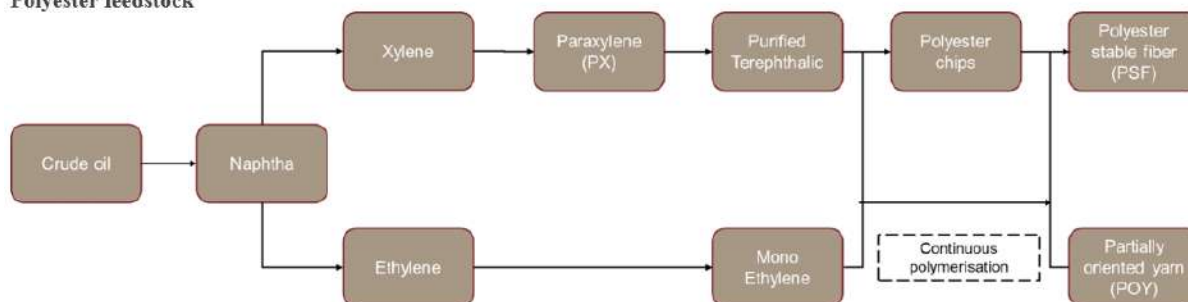 Polyester feedstock
Xylene
Paraxylene
(PX)
Purified
Terephthalic
Polyester
chips
Polyester
stable fiber
(PSF)
Crude oil
Naphtha
Ethylene
Mono
Ethylene
Continuous
polymerisation
Partially
oriented yarn
(POY)